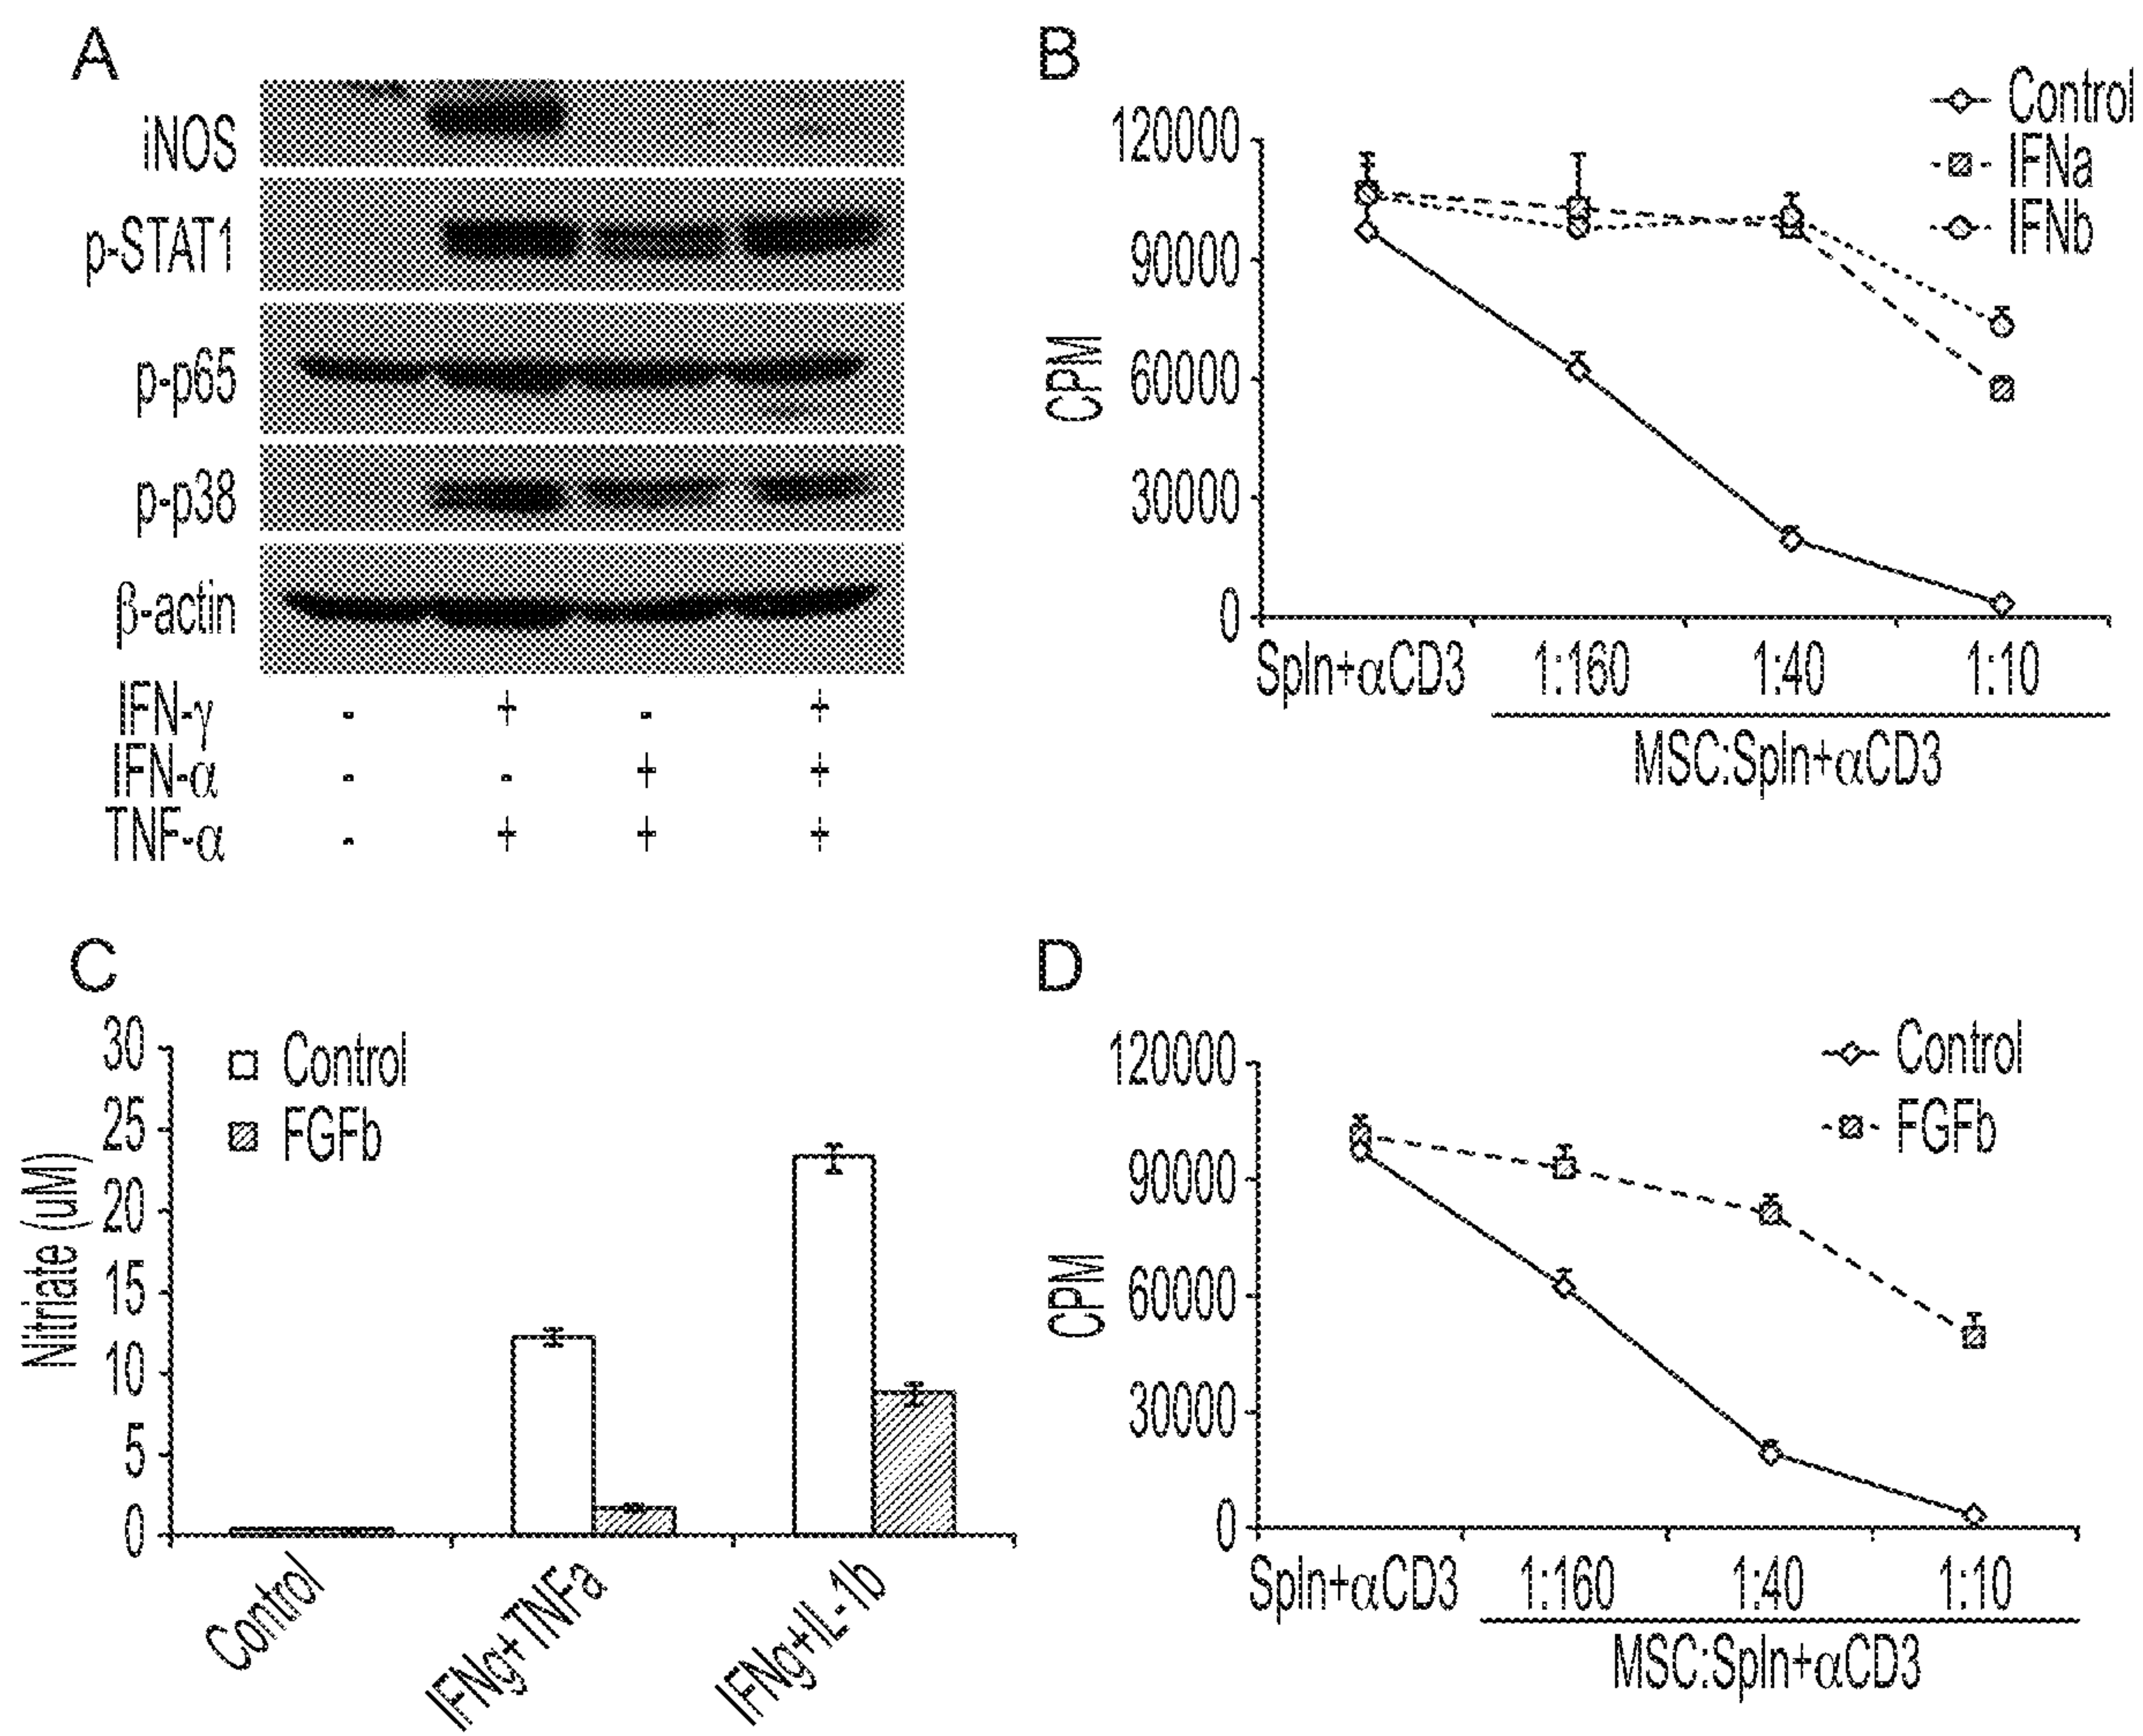 A
iNOS
p-STAT1
p-p65
p-p38
β-actin
IFN-γ - + - +
IFN-α - - + +
TNF-α - + + +
B
Control
IFNa
IFNb
120000
90000
60000
30000
0
CPM
Spln+αCD3 1:160 1:40 1:10
MSC:Spln+αCD3
C
Control
FGFb
30
25
20
15
10
5
0
Nitriate (uM)
Control
IFNg+TNFa
IFNg+IL-1b
D
Control
FGFb
120000
90000
60000
30000
0
CPM
Spln+αCD3 1:160 1:40 1:10
MSC:Spln+αCD3